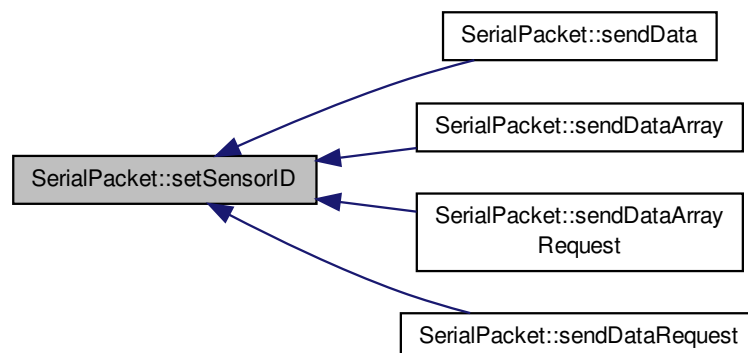 SerialPacket::sendData
SerialPacket::sendDataArray
SerialPacket::setSensorID
SerialPacket::sendDataArray
Request
SerialPacket::sendDataRequest